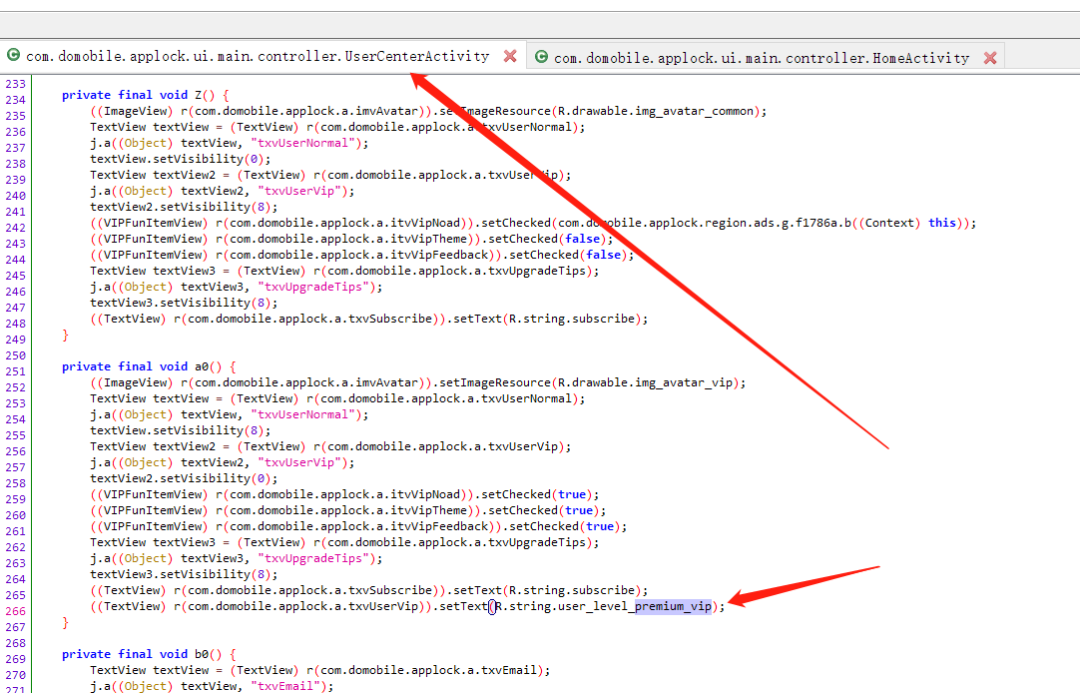 com.domobile.applock.ui.main.controller.UserCenterActivity com.domobile.applock.ui.main.controller.HomeActivity
233
234 private final void Z() {
235 ((ImageView) r(com.domobile.applock.a.imvAvatar)).setImageResource(R.drawable.img_avatar_common);
236 TextView textView = (TextView) r(com.domobile.applock.a.txvUserNormal);
237 j.a((Object) textView, "txvUserNormal");
238 textView.setVisibility(0);
239 TextView textView2 = (TextView) r(com.domobile.applock.a.txvUserVip);
240 j.a((Object) textView2, "txvUserVip");
241 textView2.setVisibility(8);
242 ((VIPFunItemView) r(com.domobile.applock.a.itvVipNoad)).setChecked(com.domobile.applock.region.ads.g.f1786a.b((Context) this));
243 ((VIPFunItemView) r(com.domobile.applock.a.itvVipTheme)).setChecked(false);
244 ((VIPFunItemView) r(com.domobile.applock.a.itvVipFeedback)).setChecked(false);
245 TextView textView3 = (TextView) r(com.domobile.applock.a.txvUpgradeTips);
246 j.a((Object) textView3, "txvUpgradeTips");
247 textView3.setVisibility(8);
248 ((TextView) r(com.domobile.applock.a.txvSubscribe)).setText(R.string.subscribe);
249 }
250
251 private final void a0() {
252 ((ImageView) r(com.domobile.applock.a.imvAvatar)).setImageResource(R.drawable.img_avatar_vip);
253 TextView textView = (TextView) r(com.domobile.applock.a.txvUserNormal);
254 j.a((Object) textView, "txvUserNormal");
255 textView.setVisibility(8);
256 TextView textView2 = (TextView) r(com.domobile.applock.a.txvUserVip);
257 j.a((Object) textView2, "txvUserVip");
258 textView2.setVisibility(0);
259 ((VIPFunItemView) r(com.domobile.applock.a.itvVipNoad)).setChecked(true);
260 ((VIPFunItemView) r(com.domobile.applock.a.itvVipTheme)).setChecked(true);
261 ((VIPFunItemView) r(com.domobile.applock.a.itvVipFeedback)).setChecked(true);
262 TextView textView3 = (TextView) r(com.domobile.applock.a.txvUpgradeTips);
263 j.a((Object) textView3, "txvUpgradeTips");
264 textView3.setVisibility(8);
265 ((TextView) r(com.domobile.applock.a.txvSubscribe)).setText(R.string.subscribe);
266 ((TextView) r(com.domobile.applock.a.txvUserVip)).setText(R.string.user_level_premium_vip);
267 }
268
269 private final void b0() {
270 TextView textView = (TextView) r(com.domobile.applock.a.txvEmail);
271 j.a((Object) textView, "txvEmail");